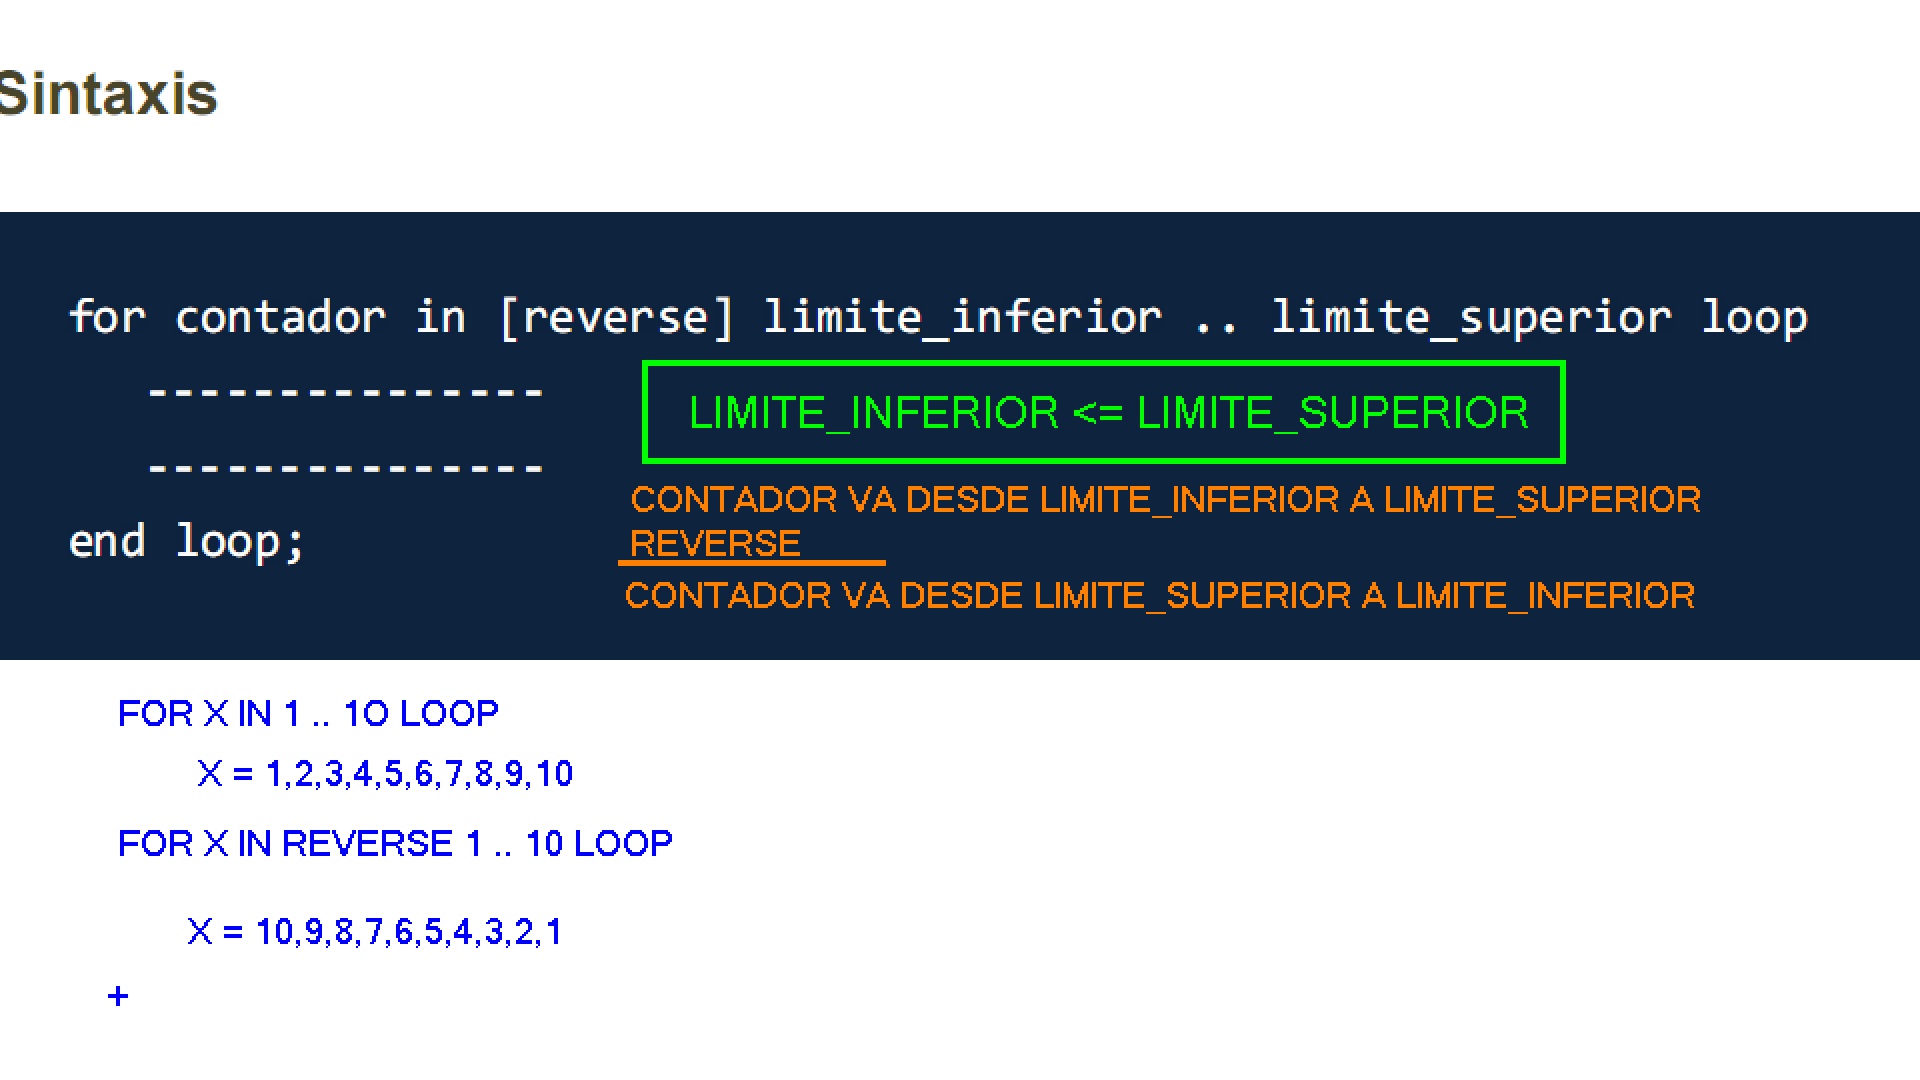 Sintaxis
for contador in [reverse] limite_inferior .. limite_superior loop
---------------
LIMITE_INFERIOR <= LIMITE_SUPERIOR
---------------
CONTADOR VA DESDE LIMITE_INFERIOR A LIMITE_SUPERIOR
end loop;
REVERSE
CONTADOR VA DESDE LIMITE_SUPERIOR A LIMITE_INFERIOR
FOR X IN 1 .. 1O LOOP
X = 1,2,3,4,5,6,7,8,9,10
FOR X IN REVERSE 1 .. 10 LOOP
X = 10,9,8,7,6,5,4,3,2,1
+